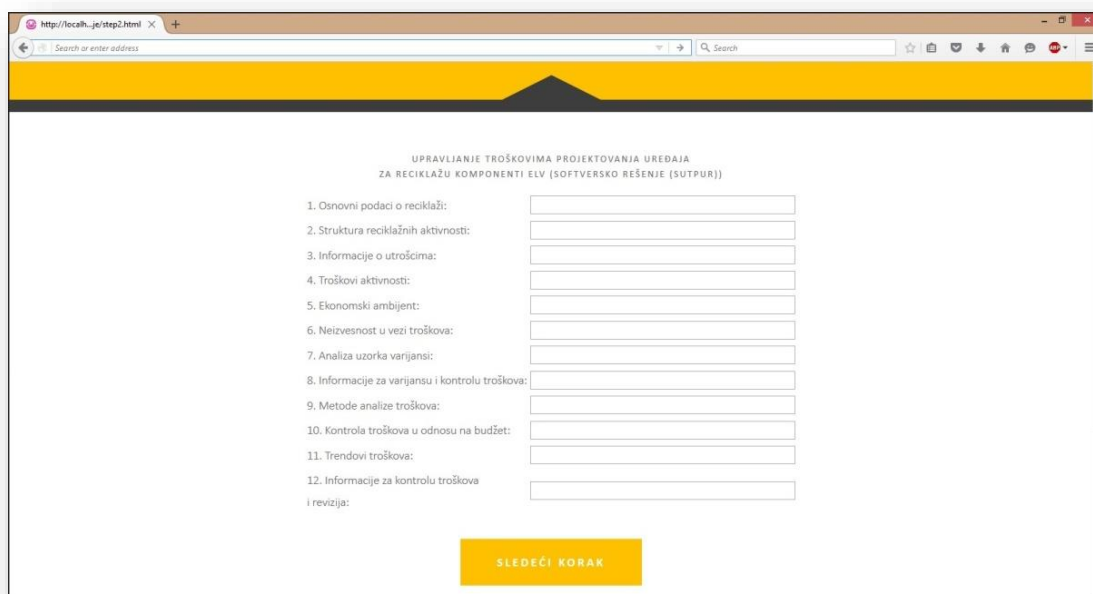 http://localh...je/step2.html
Search or enter address
Search
ABP
UPRAVLJANJE TROŠKOVIMA PROJEKTOVANJA UREĐAJA
ZA RECIKLAŽU KOMPONENTI ELV (SOFTVERSKO REŠENJE (SUTPUR))
1. Osnovni podaci o reciklaži:
2. Struktura reciklažnih aktivnosti:
3. Informacije o utrošcima:
4. Troškovi aktivnosti:
5. Ekonomski ambijent:
6. Neizvesnost u vezi troškova:
7. Analiza uzorka varijansi:
8. Informacije za varijansu i kontrolu troškova:
9. Metode analize troškova:
10. Kontrola troškova u odnosu na budžet:
11. Trendovi troškova:
12. Informacije za kontrolu troškova
i revizija:
SLEDEĆI KORAK